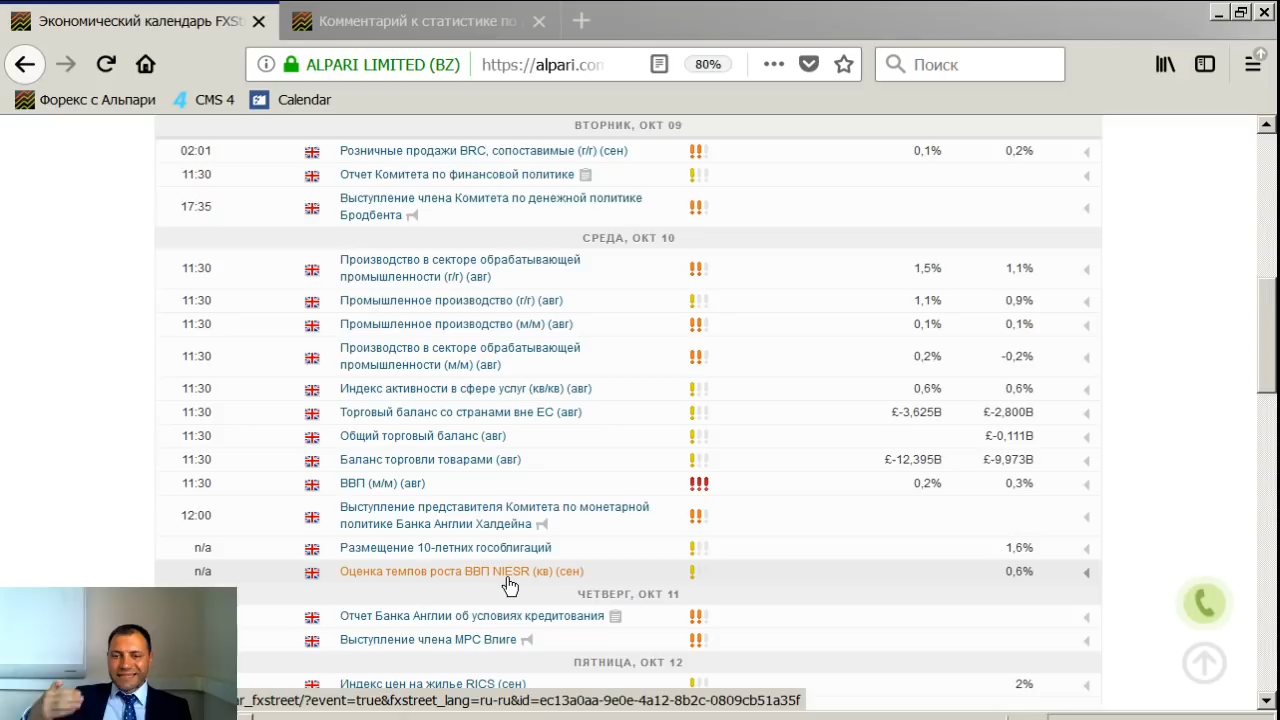 Экономический календарь FXSt
Комментарий к статистике по
ALPARI LIMITED (BZ)
https://alpari.com
80%
Поиск
Форекс с Альпари
CMS 4
Calendar
ВТОРНИК, ОКТ 09
02:01 Розничные продажи BRC, сопоставимые (г/г) (сен) 0,1% 0,2%
11:30 Отчет Комитета по финансовой политике
17:35 Выступление члена Комитета по денежной политике
Бродбента
СРЕДА, ОКТ 10
11:30 Производство в секторе обрабатывающей
промышленности (г/г) (авг) 1,5% 1,1%
11:30 Промышленное производство (г/г) (авг) 1,1% 0,9%
11:30 Промышленное производство (м/м) (авг) 0,1% 0,1%
11:30 Производство в секторе обрабатывающей
промышленности (м/м) (авг) 0,2% -0,2%
11:30 Индекс активности в сфере услуг (кв/кв) (авг) 0,6% 0,6%
11:30 Торговый баланс со странами вне ЕС (авг) £-3,625B £-2,800B
11:30 Общий торговый баланс (авг) £-0,111B
11:30 Баланс торговли товарами (авг) £-12,395B £-9,973B
11:30 ВВП (м/м) (авг) 0,2% 0,3%
12:00 Выступление представителя Комитета по монетарной
политике Банка Англии Халдейна
n/a Размещение 10-летних гособлигаций 1,6%
n/a Оценка темпов роста ВВП NIESR (кв) (сен) 0,6%
ЧЕТВЕРГ, ОКТ 11
Отчет Банка Англии об условиях кредитования
Выступление члена МРС Влиге
ПЯТНИЦА, ОКТ 12
Индекс цен на жилье RICS (сен) 2%
ar_fxstreet/?event=true&fxstreet_lang=ru-ru&id=ec13a0aa-9e0e-4a12-8b2c-0809cb51a35f